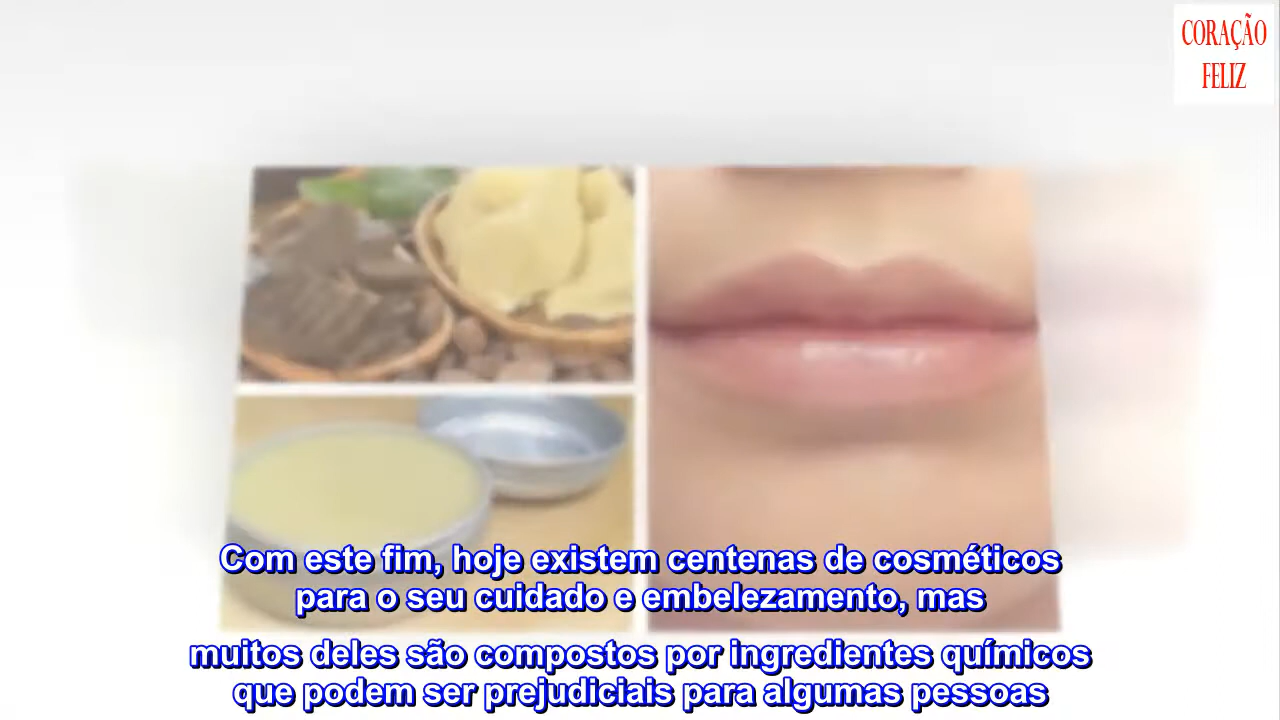 CORAÇÃO
FELIZ
Com este fim, hoje existem centenas de cosméticos
para o seu cuidado e embelezamento, mas
muitos deles são compostos por ingredientes químicos
que podem ser prejudiciais para algumas pessoas